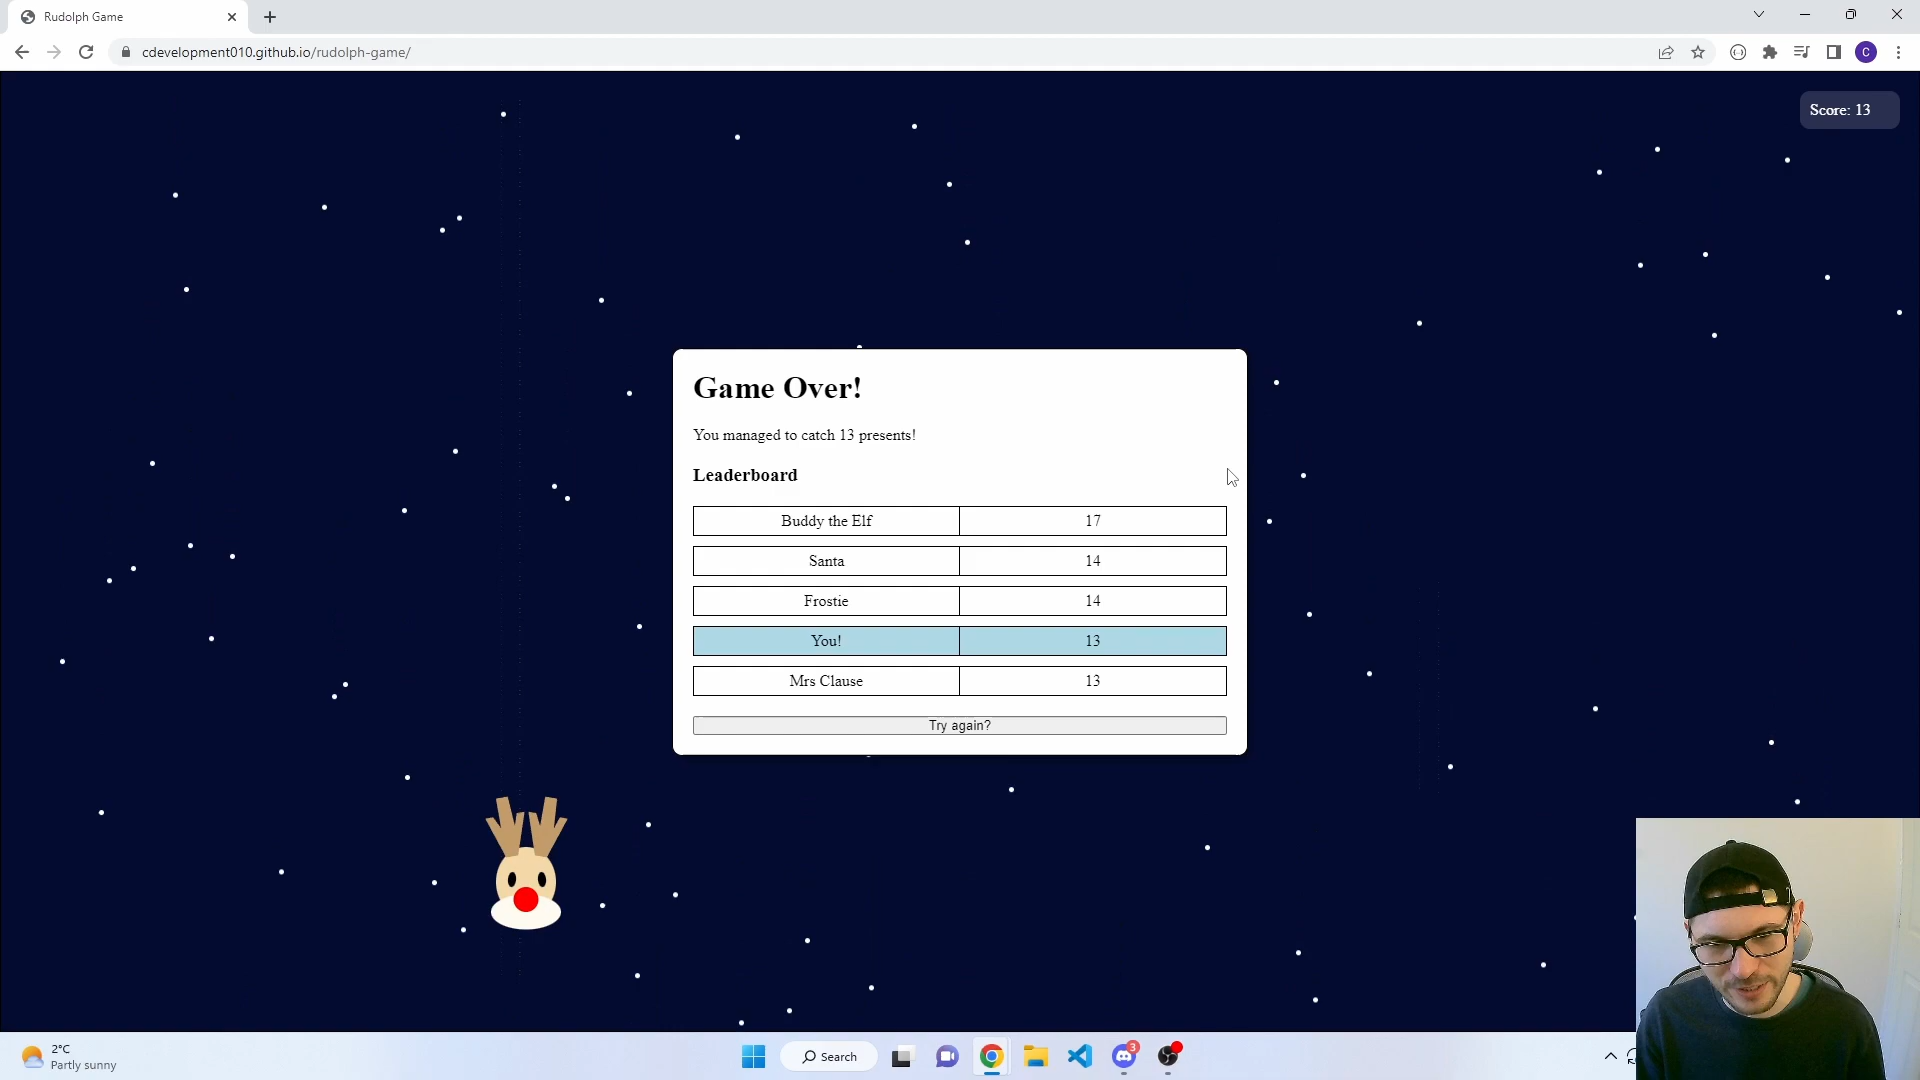 Rudolph Game
cdevelopment010.github.io/rudolph-game/
C
Score: 13
Game Over!
You managed to catch 13 presents!
Leaderboard
Buddy the Elf 17
Santa 14
Frostie 14
You! 13
Mrs Clause 13
Try again?
2°C
Partly sunny
Search
3